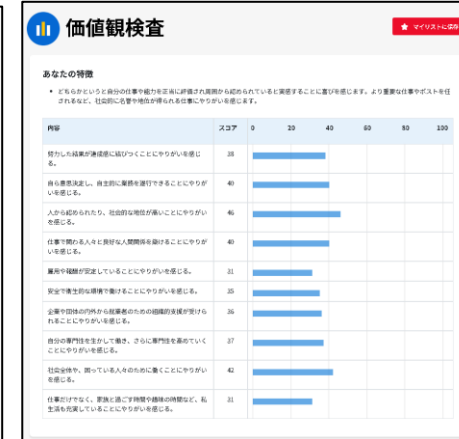 価値観検査
★ マイリストに保存
あなたの特徴
• どちらかというと自分の仕事や能力を正当に評価され周囲から認められていると実感することに喜びを感じます。より重要な仕事やポストを任
されるなど、社会的に名誉や地位が得られる仕事にやりがいを感じます。
内容 スコア 0 20 40 60 80 100
努力した結果が達成感に結びつくことにやりがいを感じ 38
る。
自ら意思決定し、自主的に業務を遂行できることにやりが 40
いを感じる。
人から認められたり、社会的な地位が高いことにやりがい 46
を感じる。
仕事で関わる人々と良好な人間関係を築けることにやりが 40
いを感じる。
雇用や報酬が安定していることにやりがいを感じる。 31
安全で衛生的な環境で働けることにやりがいを感じる。 35
企業や団体の内外から従業者のための組織的支援が受けら 36
れることにやりがいを感じる。
自分の専門性を生かして働き、さらに専門性を高めていく 37
ことにやりがいを感じる。
社会全体や、困っている人々のために働くことにやりがい 42
を感じる。
仕事だけでなく、家族と過ごす時間や趣味の時間など、私 31
生活も充実していることにやりがいを感じる。